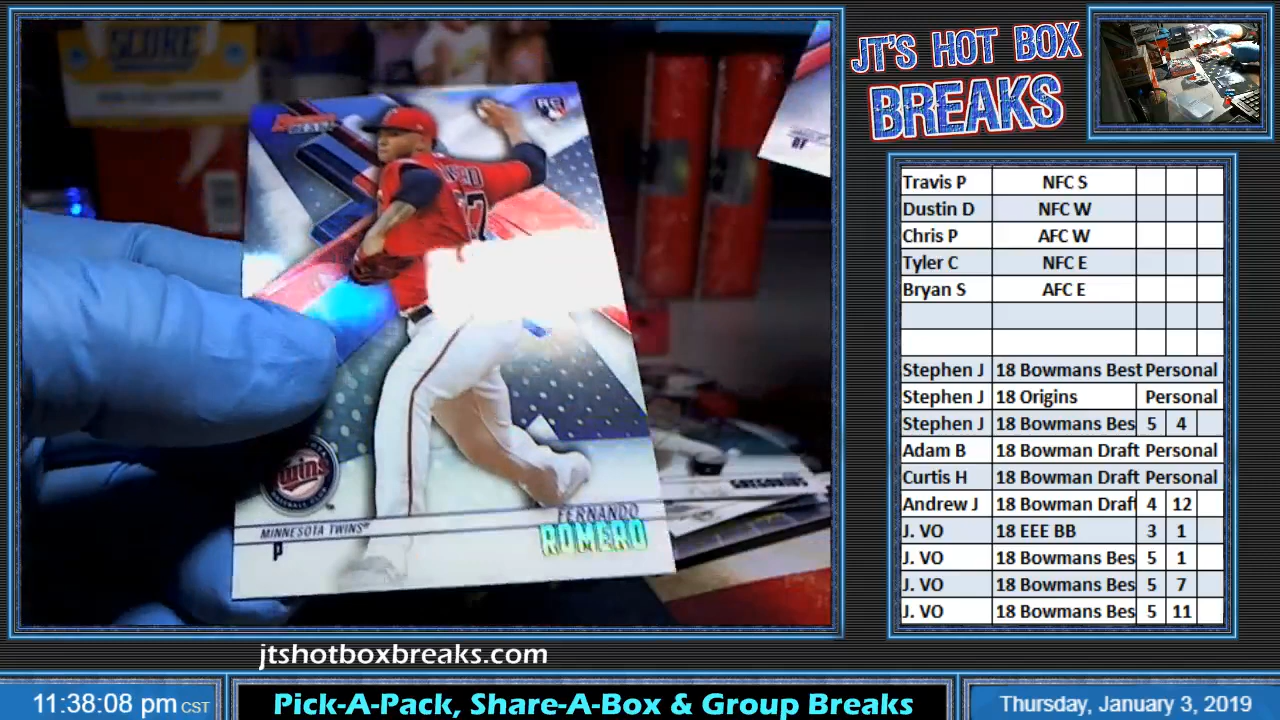 JT'S HOT BOX
BREAKS
RC
Twins
MINNESOTA TWINS
P
FERNANDO
ROMERO
GREGORIUS
Travis P NFC S
Dustin D NFC W
Chris P AFC W
Tyler C NFC E
Bryan S AFC E
Stephen J 18 Bowmans Best Personal
Stephen J 18 Origins Personal
Stephen J 18 Bowmans Bes 5 4
Adam B 18 Bowman Draft Personal
Curtis H 18 Bowman Draft Personal
Andrew J 18 Bowman Draft 4 12
J. VO 18 EEE BB 3 1
J. VO 18 Bowmans Bes 5 1
J. VO 18 Bowmans Bes 5 7
J. VO 18 Bowmans Bes 5 11
jtshotboxbreaks.com
11:38:08 pm CST
Pick-A-Pack, Share-A-Box & Group Breaks
Thursday, January 3, 2019